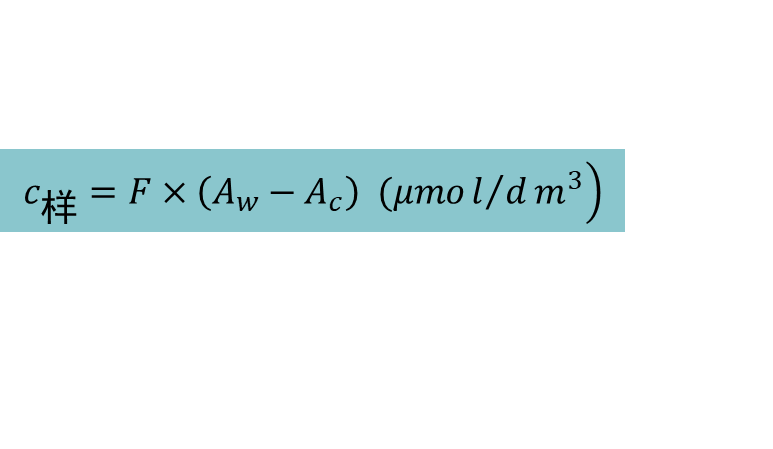 c样 = F × (A_w − A_c) (μmol/dm³)